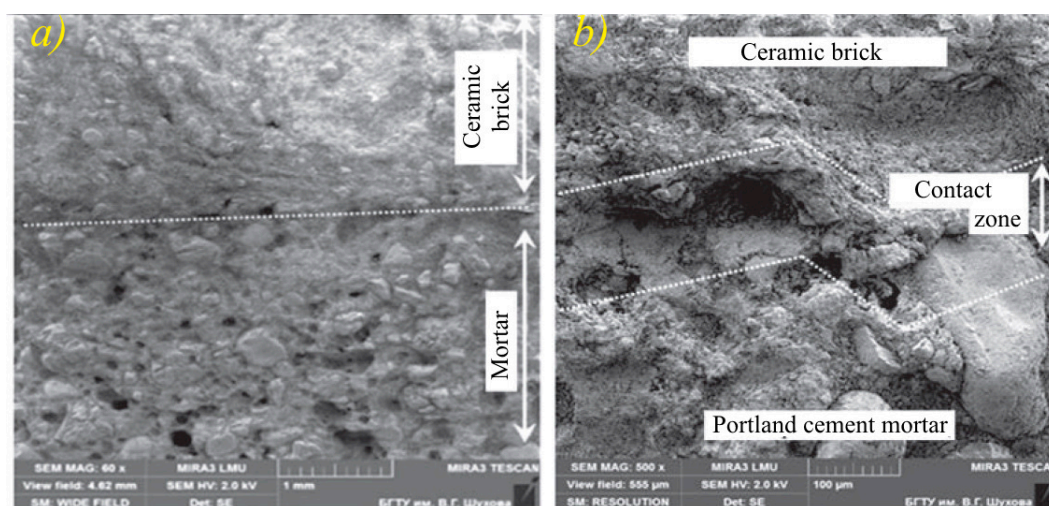 a)
Ceramic
brick
Mortar
SEM MAG: 60 x
MIRA3 LMU
MIRA3 TESCAN
View field: 4.62 mm
SEM HV: 2.0 kV
1 mm
SM: WIDE FIELD
Det: SE
БГТУ им. В.Г. Шухова
b)
Ceramic brick
Contact
zone
Portland cement mortar
SEM MAG: 500 x
MIRA3 LMU
MIRA3 TESCAN
View field: 555 µm
SEM HV: 2.0 kV
100 µm
SM: RESOLUTION
Det: SE
БГТУ им. В.Г. Шухова